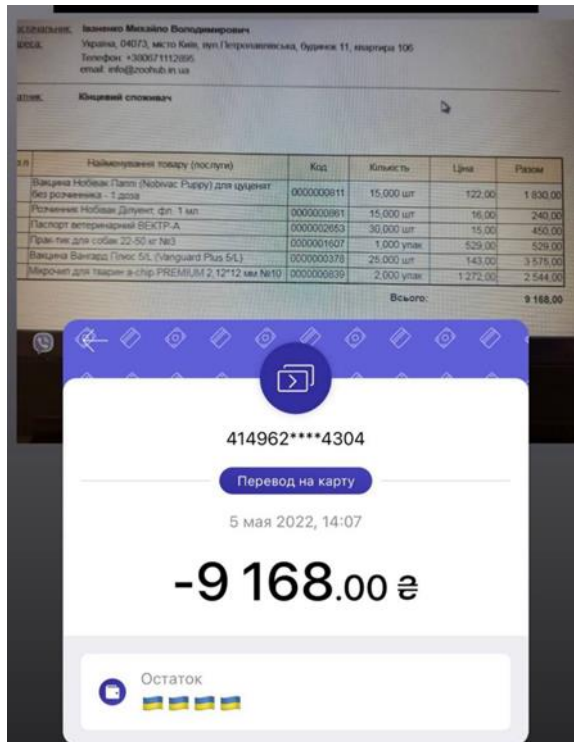 Іваненко Михайло Володимирович
Україна, 04073, місто Київ, вул.Петропавлівська, будинок 11, квартира 106
Телефон: +380671112895
email: info@zoohub.in.ua
Кінцевий споживач
Найменування товару (послуги) Код Кількість Ціна Разом
Вакцина Нобівак Паппі (Nobivac Puppy) для цуценят
без розчинника - 1 доза 0000000811 15,000 шт 122,00 1 830,00
Розчинник Нобівак Ділуент, фл. 1 мл 0000000861 15,000 шт 16,00 240,00
Паспорт ветеринарний ВЕКТР-А 0000002653 30,000 шт 15,00 450,00
Прак-тик для собак 22-50 кг №3 0000001607 1,000 упак 529,00 529,00
Вакцина Вангард Плюс 5/L (Vanguard Plus 5/L) 0000000378 25,000 шт 143,00 3 575,00
Мікрочип для тварин a-chip PREMIUM 2,12*12 мм №10 0000000839 2,000 упак 1 272,00 2 544,00
Всього: 9 168,00
414962****4304
Перевод на карту
5 мая 2022, 14:07
-9 168.00 ₴
Остаток